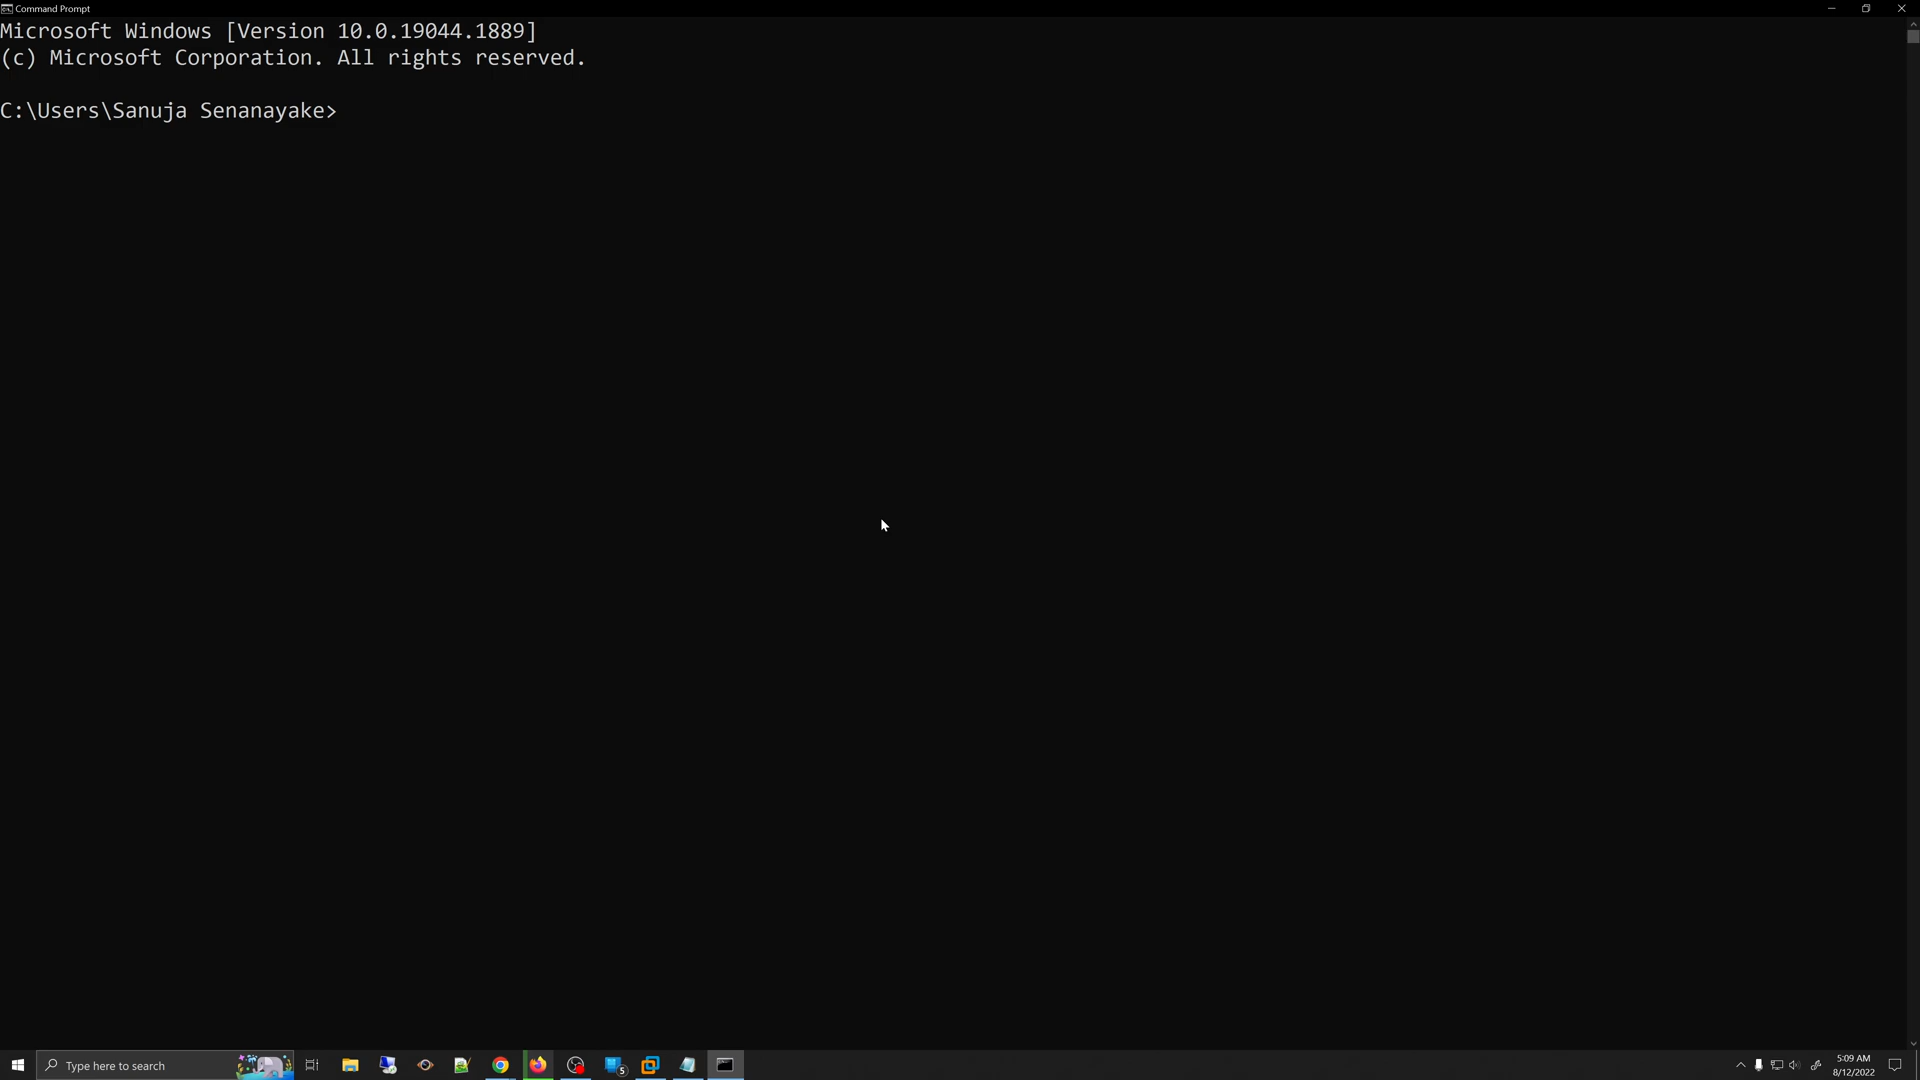 Command Prompt
Microsoft Windows [Version 10.0.19044.1889]
(c) Microsoft Corporation. All rights reserved.
C:\Users\Sanuja Senanayake>
Type here to search
5
5:09 AM
8/12/2022